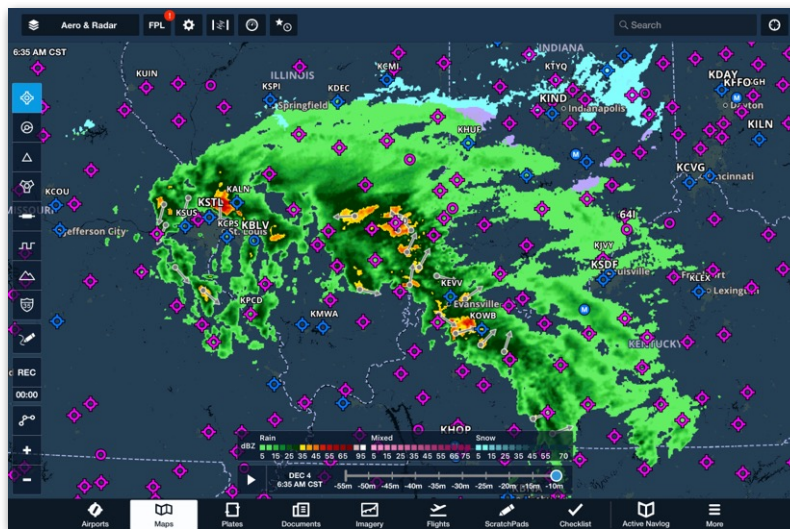 Aero & Radar
FPL
1
Search
6:35 AM CST
INDIANA
ILLINOIS
KUIN
KCMI
KTYQ
KDAY
KFFO
KSPI
KDEC
Springfield
KIND
Indianapolis
Dayton
M
KHUF
KILN
M
KCVG
KCOU
KALN
KSTL
KSUS
KCPS
KBLV
St. Louis
64I
Jefferson City
KJVY
KSDF
KLEX
Lexington
KEVV
Evansville
KPCD
KMWA
KOWB
M
KENTUCKY
REC
00:00
KHOP
Rain
Mixed
Snow
dBZ
5 15 25 35 45 55 65 95
5 15 25 35 45 55 65 75
5 15 25 35 45 55 70
DEC 4
6:35 AM CST
-55m -45m -40m -35m -30m -25m -20m -15m -10m
Airports
Maps
Plates
Documents
Imagery
Flights
ScratchPads
Checklist
Active Navlog
More